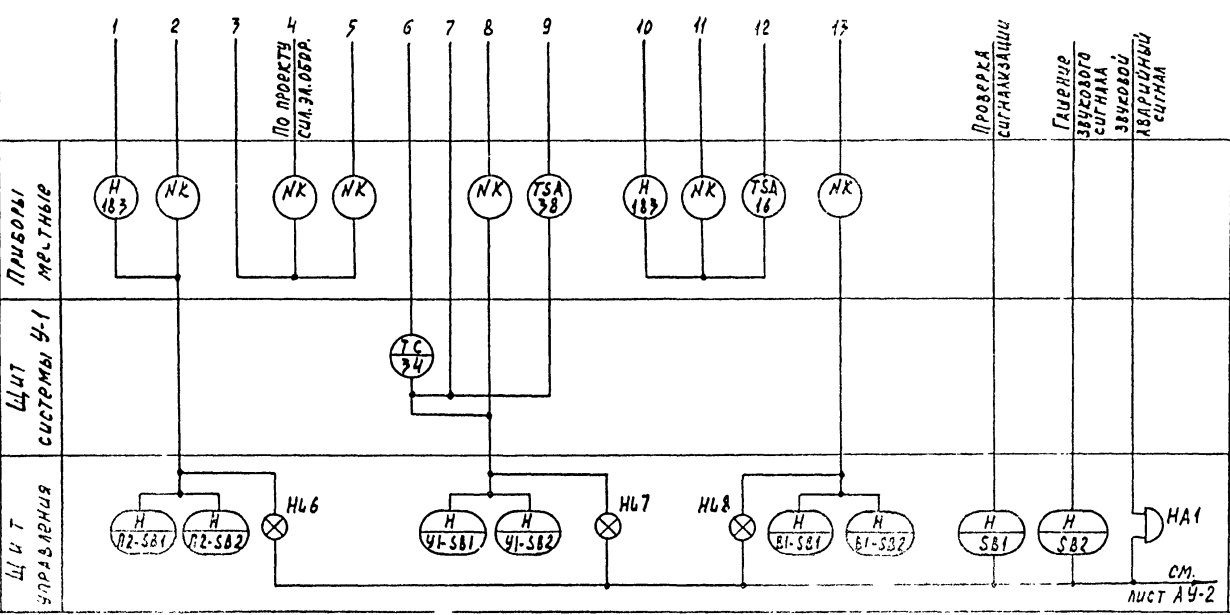 1 2 3 4 5 6 7 8 9 10 11 12 13
ПО ПРОЕКТУ
СИЛ. ЭЛ. ОБОР.
ПРОВЕРКА
СИГНАЛИЗАЦИИ
ГАШЕНИЕ
ЗВУКОВОГО
СИГНАЛА
ЗВУКОВОЙ
АВАРИЙНЫЙ
СИГНАЛ
ПРИБОРЫ
МЕСТНЫЕ
H
183
NK
NK
NK
NK
TSA
38
H
183
NK
TSA
16
NK
ЩИТ
СИСТЕМЫ У-1
TC
34
ЩИТ
УПРАВЛЕНИЯ
H
П2-SB1
H
П2-SB2
HL6
H
У1-SB1
H
У1-SB2
HL7
HL8
H
В1-SB1
H
В1-SB2
H
SB1
H
SB2
HA1
СМ.
ЛИСТ АУ-2